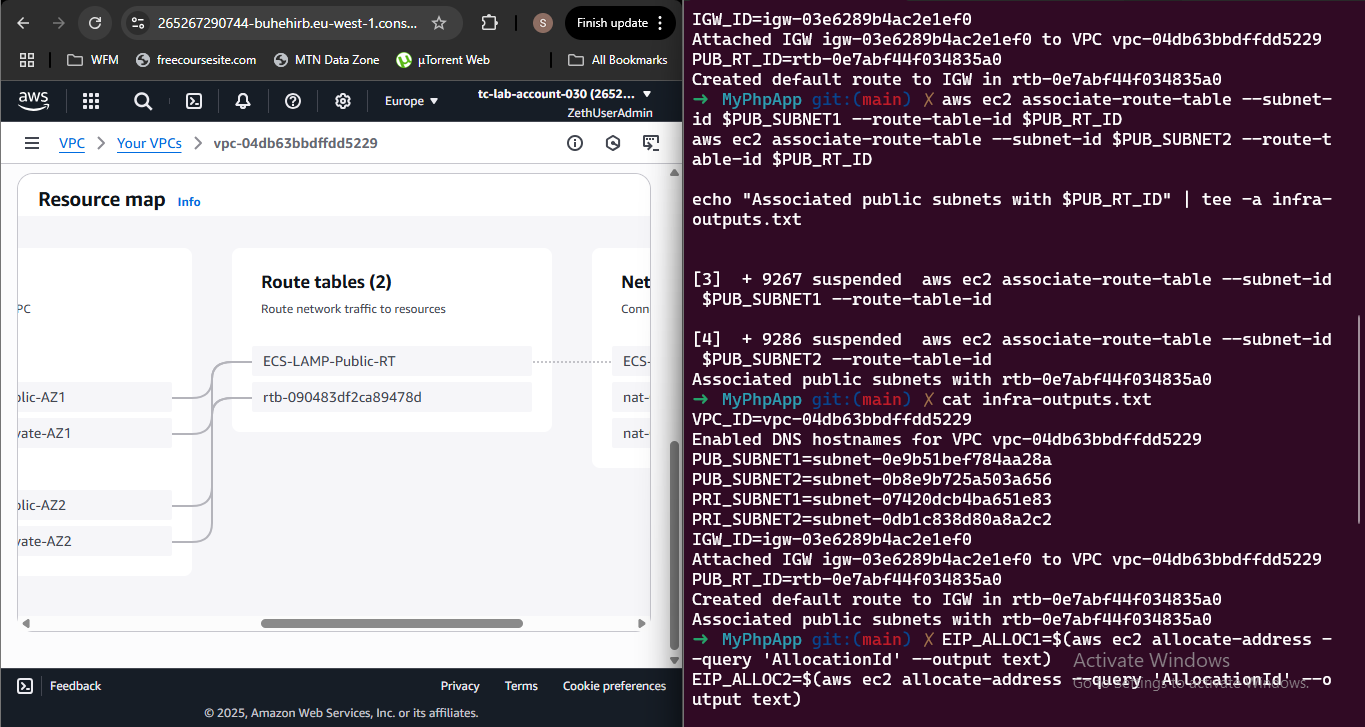 265267290744-buhehirb.eu-west-1.cons...
S
Finish update
WFM
freecoursesite.com
MTN Data Zone
µTorrent Web
All Bookmarks
aws
Europe
tc-lab-account-030 (2652...
ZethUserAdmin
VPC
Your VPCs
vpc-04db63bbdffdd5229
Resource map
Info
PC
lic-AZ1
vate-AZ1
lic-AZ2
vate-AZ2
Route tables (2)
Route network traffic to resources
ECS-LAMP-Public-RT
rtb-090483df2ca89478d
Net
Conn
ECS-
nat-
nat-
Feedback
Privacy
Terms
Cookie preferences
© 2025, Amazon Web Services, Inc. or its affiliates.
IGW_ID=igw-03e6289b4ac2e1ef0
Attached IGW igw-03e6289b4ac2e1ef0 to VPC vpc-04db63bbdffdd5229
PUB_RT_ID=rtb-0e7abf44f034835a0
Created default route to IGW in rtb-0e7abf44f034835a0
→ MyPhpApp git:(main) ✗ aws ec2 associate-route-table --subnet-
id $PUB_SUBNET1 --route-table-id $PUB_RT_ID
aws ec2 associate-route-table --subnet-id $PUB_SUBNET2 --route-t
able-id $PUB_RT_ID
echo "Associated public subnets with $PUB_RT_ID" | tee -a infra-
outputs.txt
[3]  + 9267 suspended  aws ec2 associate-route-table --subnet-id
$PUB_SUBNET1 --route-table-id
[4]  + 9286 suspended  aws ec2 associate-route-table --subnet-id
$PUB_SUBNET2 --route-table-id
Associated public subnets with rtb-0e7abf44f034835a0
→ MyPhpApp git:(main) ✗ cat infra-outputs.txt
VPC_ID=vpc-04db63bbdffdd5229
Enabled DNS hostnames for VPC vpc-04db63bbdffdd5229
PUB_SUBNET1=subnet-0e9b51bef784aa28a
PUB_SUBNET2=subnet-0b8e9b725a503a656
PRI_SUBNET1=subnet-07420dcb4ba651e83
PRI_SUBNET2=subnet-0db1c838d80a8a2c2
IGW_ID=igw-03e6289b4ac2e1ef0
Attached IGW igw-03e6289b4ac2e1ef0 to VPC vpc-04db63bbdffdd5229
PUB_RT_ID=rtb-0e7abf44f034835a0
Created default route to IGW in rtb-0e7abf44f034835a0
Associated public subnets with rtb-0e7abf44f034835a0
→ MyPhpApp git:(main) ✗ EIP_ALLOC1=$(aws ec2 allocate-address -
-query 'AllocationId' --output text)
EIP_ALLOC2=$(aws ec2 allocate-address --query 'AllocationId' --o
utput text)
Activate Windows
Go to Settings to activate Windows.